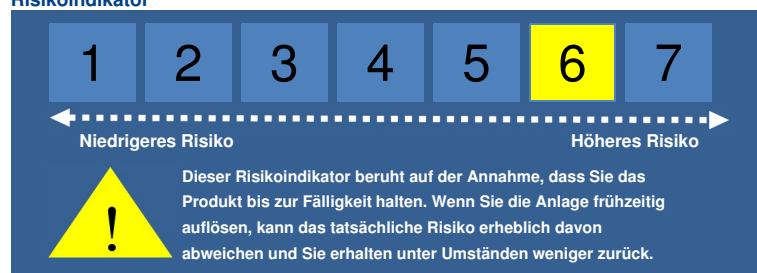 Risikoindikator
1 2 3 4 5 6 7
Niedrigeres Risiko Höheres Risiko
Dieser Risikoindikator beruht auf der Annahme, dass Sie das
Produkt bis zur Fälligkeit halten. Wenn Sie die Anlage frühzeitig
auflösen, kann das tatsächliche Risiko erheblich davon
abweichen und Sie erhalten unter Umständen weniger zurück.
!